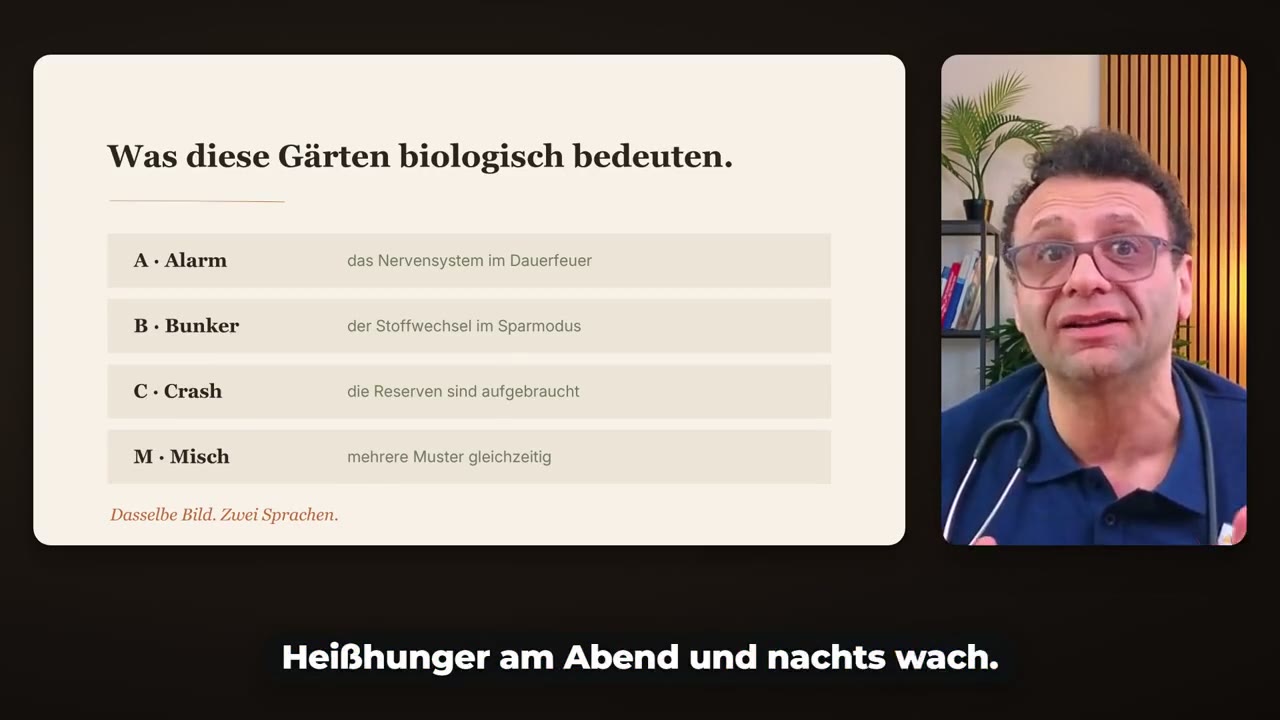 Was diese Gärten biologisch bedeuten.
A · Alarm das Nervensystem im Dauerfeuer
B · Bunker der Stoffwechsel im Sparmodus
C · Crash die Reserven sind aufgebraucht
M · Misch mehrere Muster gleichzeitig
Dasselbe Bild. Zwei Sprachen.
Heißhunger am Abend und nachts wach.